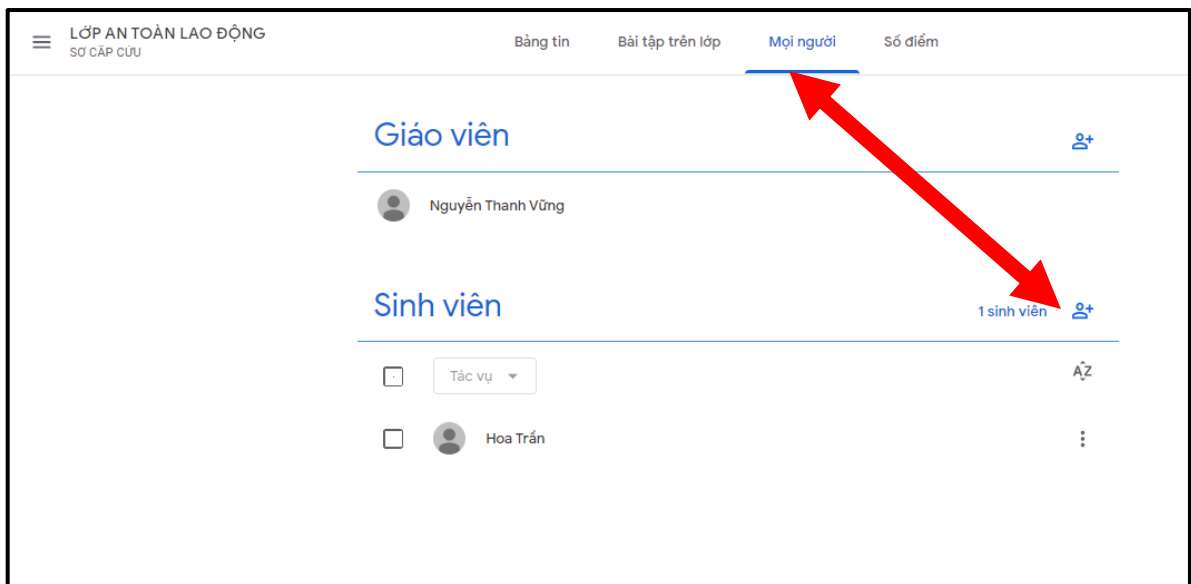 LỚP AN TOÀN LAO ĐỘNG
SƠ CẤP CỨU
Bảng tin
Bài tập trên lớp
Mọi người
Số điểm
Giáo viên
Nguyễn Thanh Vững
Sinh viên
1 sinh viên
Tác vụ
AZ
Hoa Trần